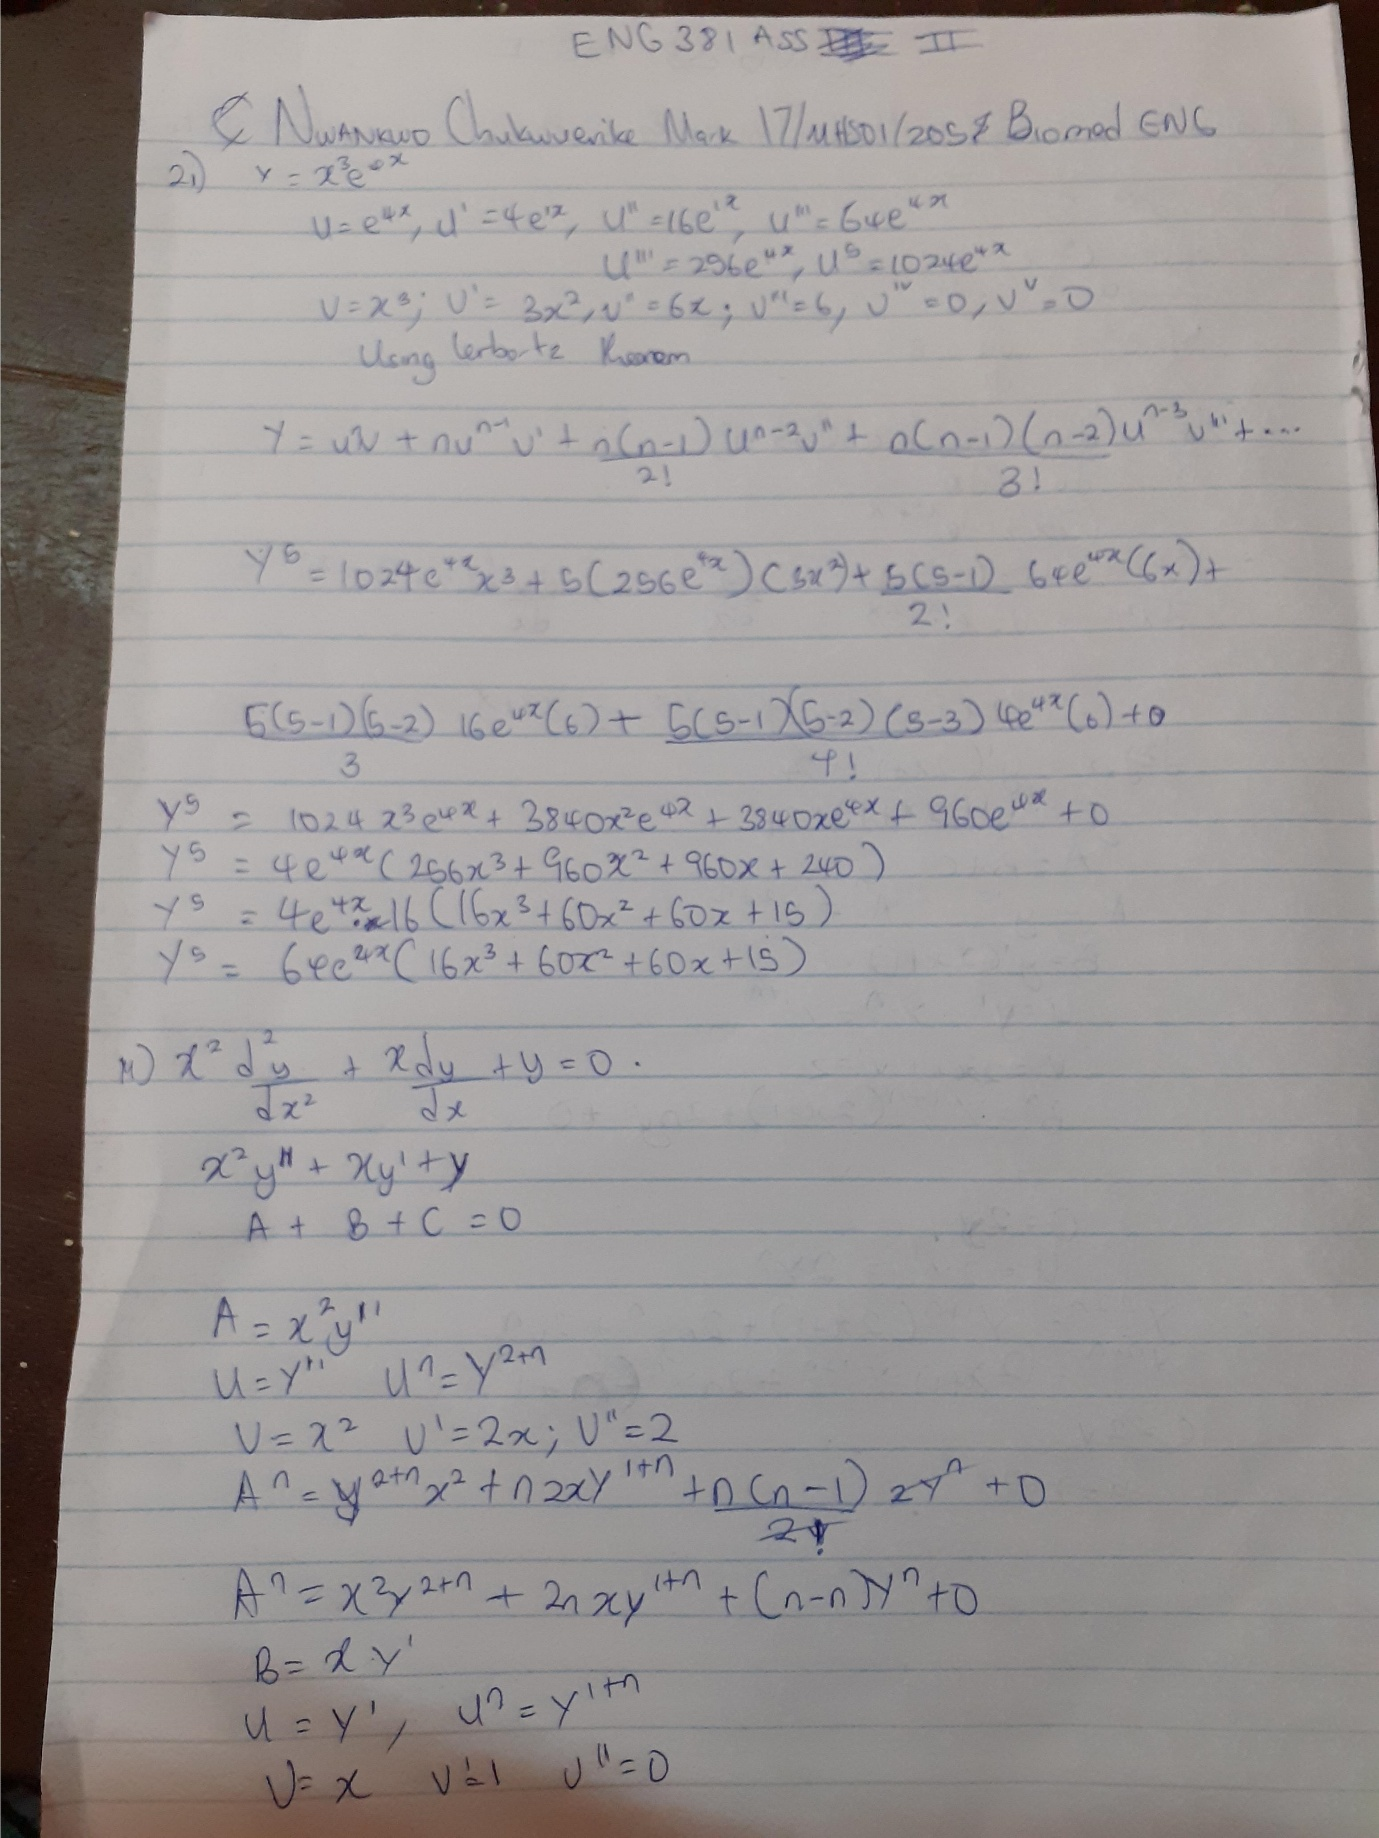 ENG 381 ASS II
NWANKWO Chukwuerike Mark 17/MHS01/205 Biomed ENG
2i) Y = x³e⁴ˣ
U = e⁴ˣ, U' = 4e⁴ˣ, U'' = 16e⁴ˣ, U''' = 64e⁴ˣ
U'''' = 256e⁴ˣ, U⁵ = 1024e⁴ˣ
V = x³; V' = 3x², V'' = 6x; V''' = 6, V^IV = 0, V^V = 0
Using theorem
Y = uⁿv + nuⁿ⁻¹v' + n(n-1)/2! uⁿ⁻²v'' + n(n-1)(n-2)/3! uⁿ⁻³v''' + ...
Y⁵ = 1024e⁴ˣx³ + 5(256e⁴ˣ)(3x²) + 5(5-1)/2! 64e⁴ˣ(6x) +
5(5-1)(5-2)/3 16e⁴ˣ(6) + 5(5-1)(5-2)(5-3)/4! 4e⁴ˣ(6) + 0
Y⁵ = 1024x³e⁴ˣ + 3840x²e⁴ˣ + 3840xe⁴ˣ + 960e⁴ˣ + 0
Y⁵ = 4e⁴ˣ(256x³ + 960x² + 960x + 240)
Y⁵ = 4e⁴ˣ · 16(16x³ + 60x² + 60x + 15)
Y⁵ = 64e⁴ˣ(16x³ + 60x² + 60x + 15)
x² d²y/dx² + x dy/dx + y = 0.
x²y'' + xy' + y
A + B + C = 0
A = x²y''
U = Y'' Uⁿ = Y²⁺ⁿ
V = x² V' = 2x; V'' = 2
Aⁿ = y²⁺ⁿx² + n2xY¹⁺ⁿ + n(n-1)/2! 2Yⁿ + 0
Aⁿ = x²y²⁺ⁿ + 2nxy¹⁺ⁿ + (n-n)Yⁿ + 0
B = x.Y'
U = Y', Uⁿ = Y¹⁺ⁿ
V = x V' = 1 V'' = 0